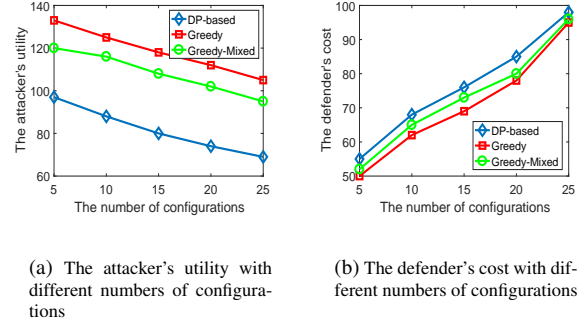 140
120
100
80
60
5 10 15 20 25
The attacker's utility
The number of configurations
DP-based
Greedy
Greedy-Mixed
100
90
80
70
60
50
5 10 15 20 25
The defender's cost
The number of configurations
DP-based
Greedy
Greedy-Mixed
(a) The attacker's utility with
different numbers of configura-
tions
(b) The defender's cost with dif-
ferent numbers of configurations